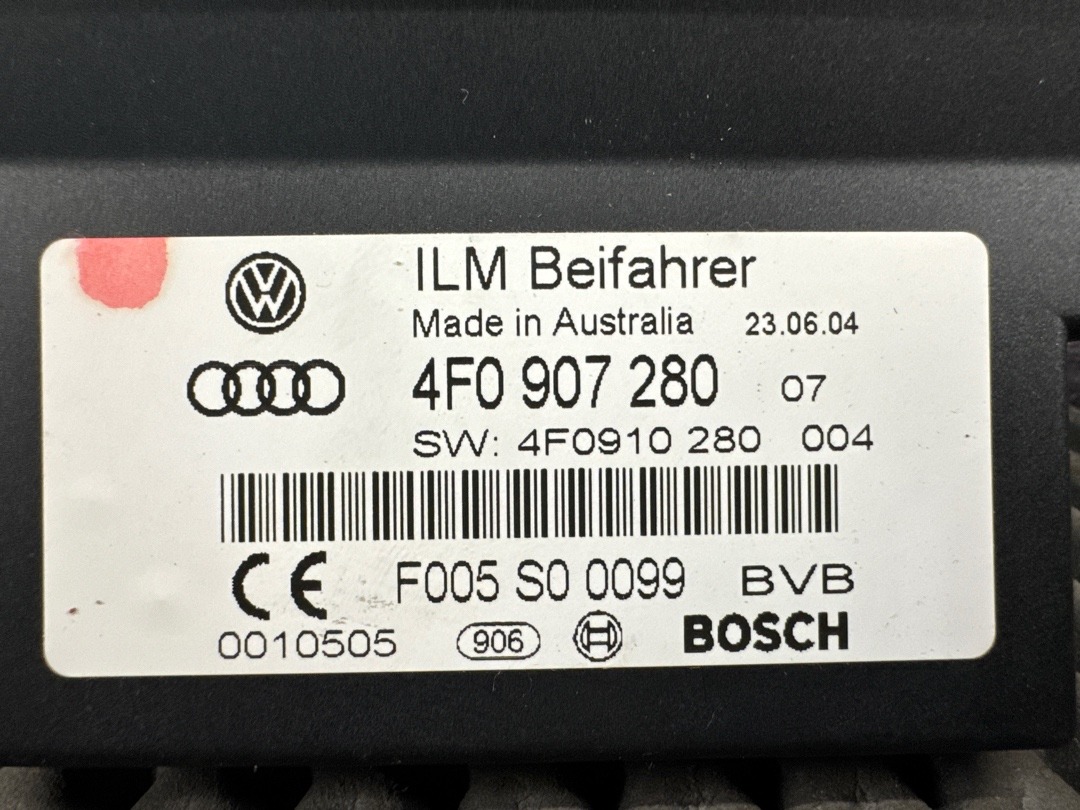 ILM Beifahrer
Made in Australia 23.06.04
4F0 907 280 07
SW: 4F0910 280 004
CE F005 S0 0099 BVB
0010505 906 BOSCH